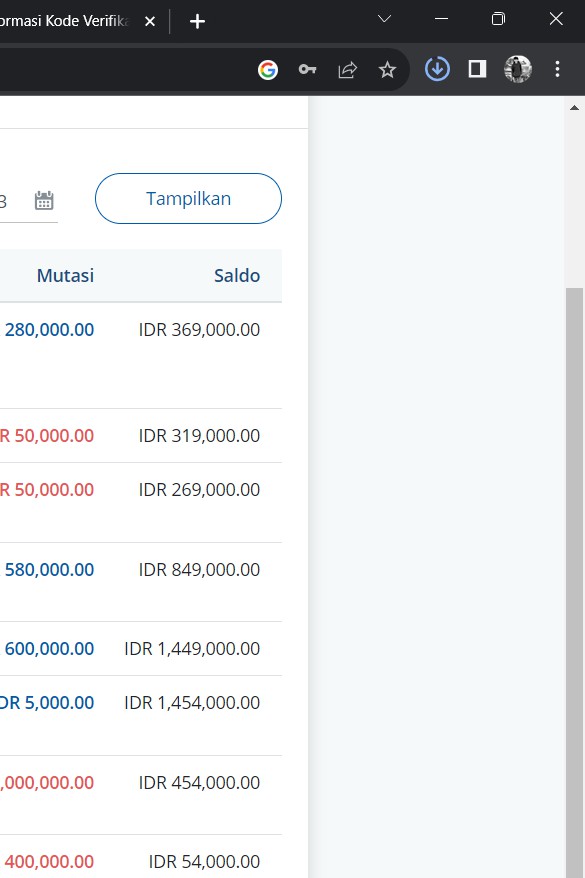 ormasi Kode Verifika
3
Tampilkan
Mutasi Saldo
280,000.00 IDR 369,000.00
R 50,000.00 IDR 319,000.00
R 50,000.00 IDR 269,000.00
580,000.00 IDR 849,000.00
600,000.00 IDR 1,449,000.00
DR 5,000.00 IDR 1,454,000.00
,000,000.00 IDR 454,000.00
400,000.00 IDR 54,000.00